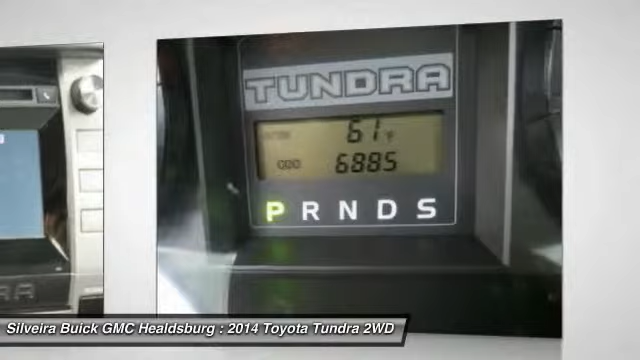 TUNDRA
61 °F
ODO 6885
P R N D S
Silveira Buick GMC Healdsburg : 2014 Toyota Tundra 2WD